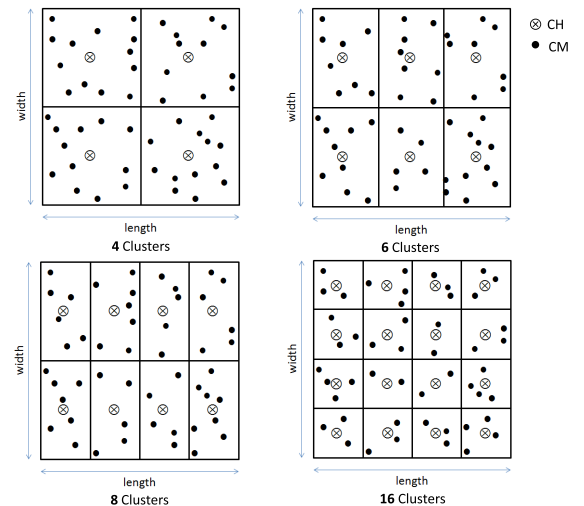 CH
CM
width
length
4 Clusters
width
length
6 Clusters
width
length
8 Clusters
width
length
16 Clusters